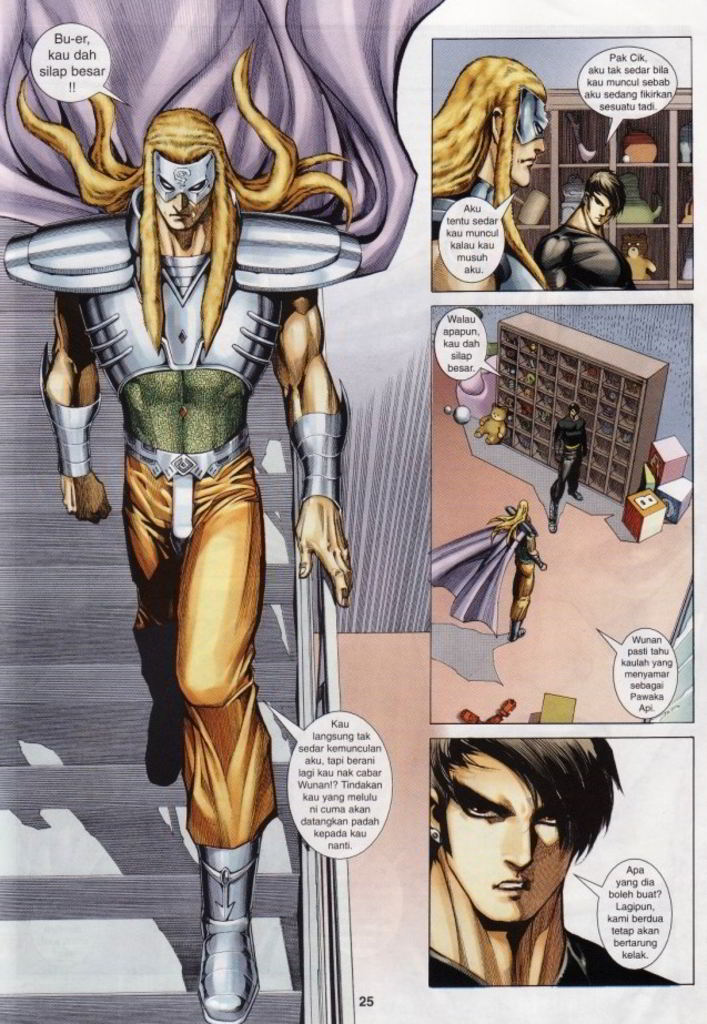 Bu-er,
kau dah
silap besar
!!
Kau
langsung tak
sedar kemunculan
aku, tapi berani
lagi kau nak cabar
Wunan!? Tindakan
kau yang melulu
ni cuma akan
datangkan padah
kepada kau
nanti.
Pak Cik,
aku tak sedar bila
kau muncul sebab
aku sedang fikirkan
sesuatu tadi.
Aku
tentu sedar
kau muncul
kalau kau
musuh
aku.
Walau
apapun,
kau dah
silap
besar.
Wunan
pasti tahu
kaulah yang
menyamar
sebagai
Pawaka
Api.
Apa
yang dia
boleh buat?
Lagipun,
kami berdua
tetap akan
bertarung
kelak.
25